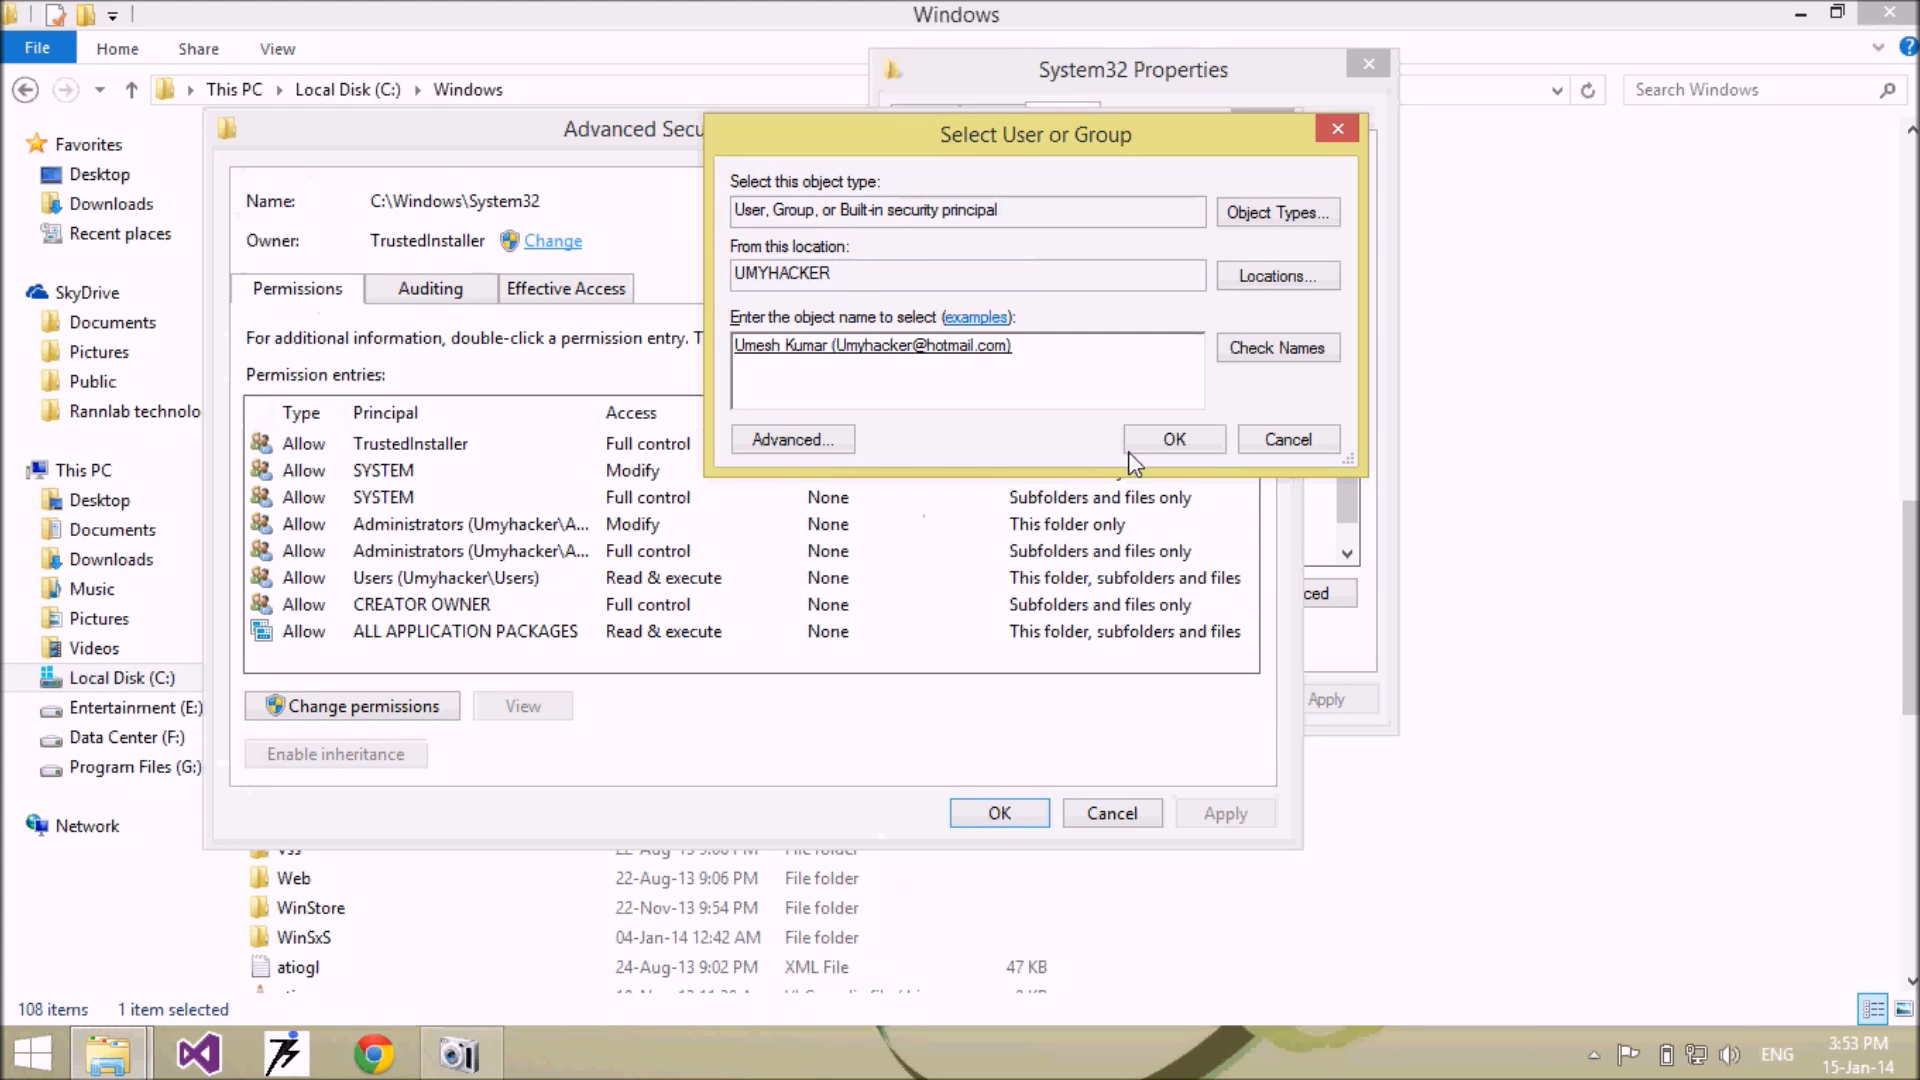 Windows
File Home Share View
This PC Local Disk (C:) Windows
Search Windows
System32 Properties
Advanced Secu
Select User or Group
Favorites
Desktop
Downloads
Recent places
SkyDrive
Documents
Pictures
Public
Rannlab technolo
This PC
Desktop
Documents
Downloads
Music
Pictures
Videos
Local Disk (C:)
Entertainment (E:)
Data Center (F:)
Program Files (G:)
Network
Name: C:\Windows\System32
Owner: TrustedInstaller Change
Permissions Auditing Effective Access
For additional information, double-click a permission entry. T
Permission entries:
Type Principal Access
Allow TrustedInstaller Full control
Allow SYSTEM Modify
Allow SYSTEM Full control None Subfolders and files only
Allow Administrators (Umyhacker\A... Modify None This folder only
Allow Administrators (Umyhacker\A... Full control None Subfolders and files only
Allow Users (Umyhacker\Users) Read & execute None This folder, subfolders and files
Allow CREATOR OWNER Full control None Subfolders and files only
Allow ALL APPLICATION PACKAGES Read & execute None This folder, subfolders and files
Change permissions View
Enable inheritance
OK Cancel Apply
Select this object type:
User, Group, or Built-in security principal Object Types...
From this location:
UMYHACKER Locations...
Enter the object name to select (examples):
Umesh Kumar (Umyhacker@hotmail.com) Check Names
Advanced... OK Cancel
ced
Apply
Web 22-Aug-13 9:06 PM File folder
WinStore 22-Nov-13 9:54 PM File folder
WinSxS 04-Jan-14 12:42 AM File folder
atiogl 24-Aug-13 9:02 PM XML File 47 KB
108 items 1 item selected
ENG
3:53 PM
15-Jan-14